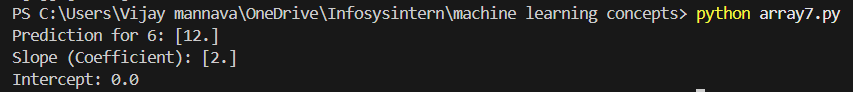 PS C:\Users\Vijay mannava\OneDrive\Infosysintern\machine learning concepts> python array7.py
Prediction for 6: [12.]
Slope (Coefficient): [2.]
Intercept: 0.0